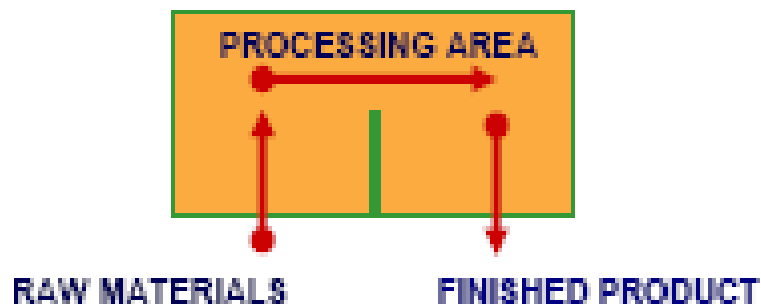 PROCESSING AREA
RAW MATERIALS
FINISHED PRODUCT